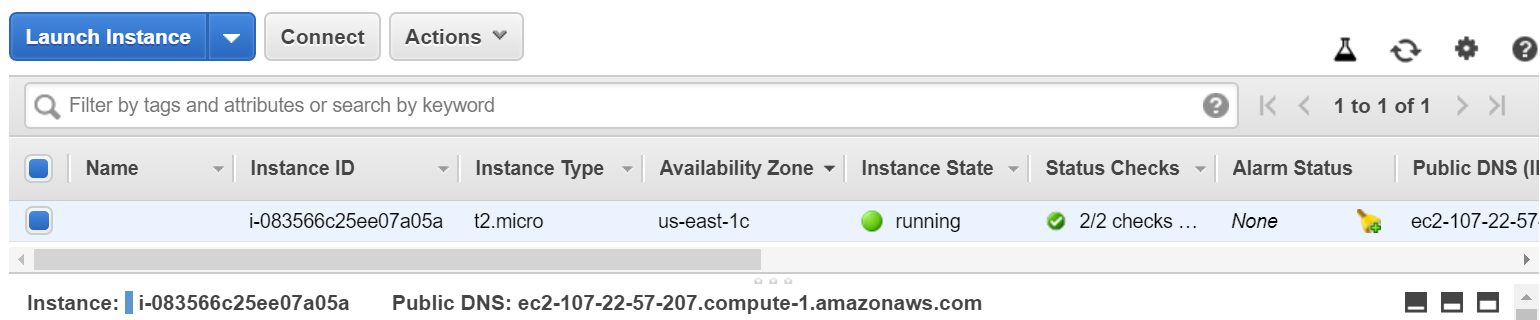 Launch Instance Connect Actions
Filter by tags and attributes or search by keyword ? 1 to 1 of 1 ?
Name Instance ID Instance Type Availability Zone Instance State Status Checks Alarm Status Public DNS (I
i-083566c25ee07a05a t2.micro us-east-1c running 2/2 checks ... None ec2-107-22-57-
Instance: i-083566c25ee07a05a Public DNS: ec2-107-22-57-207.compute-1.amazonaws.com